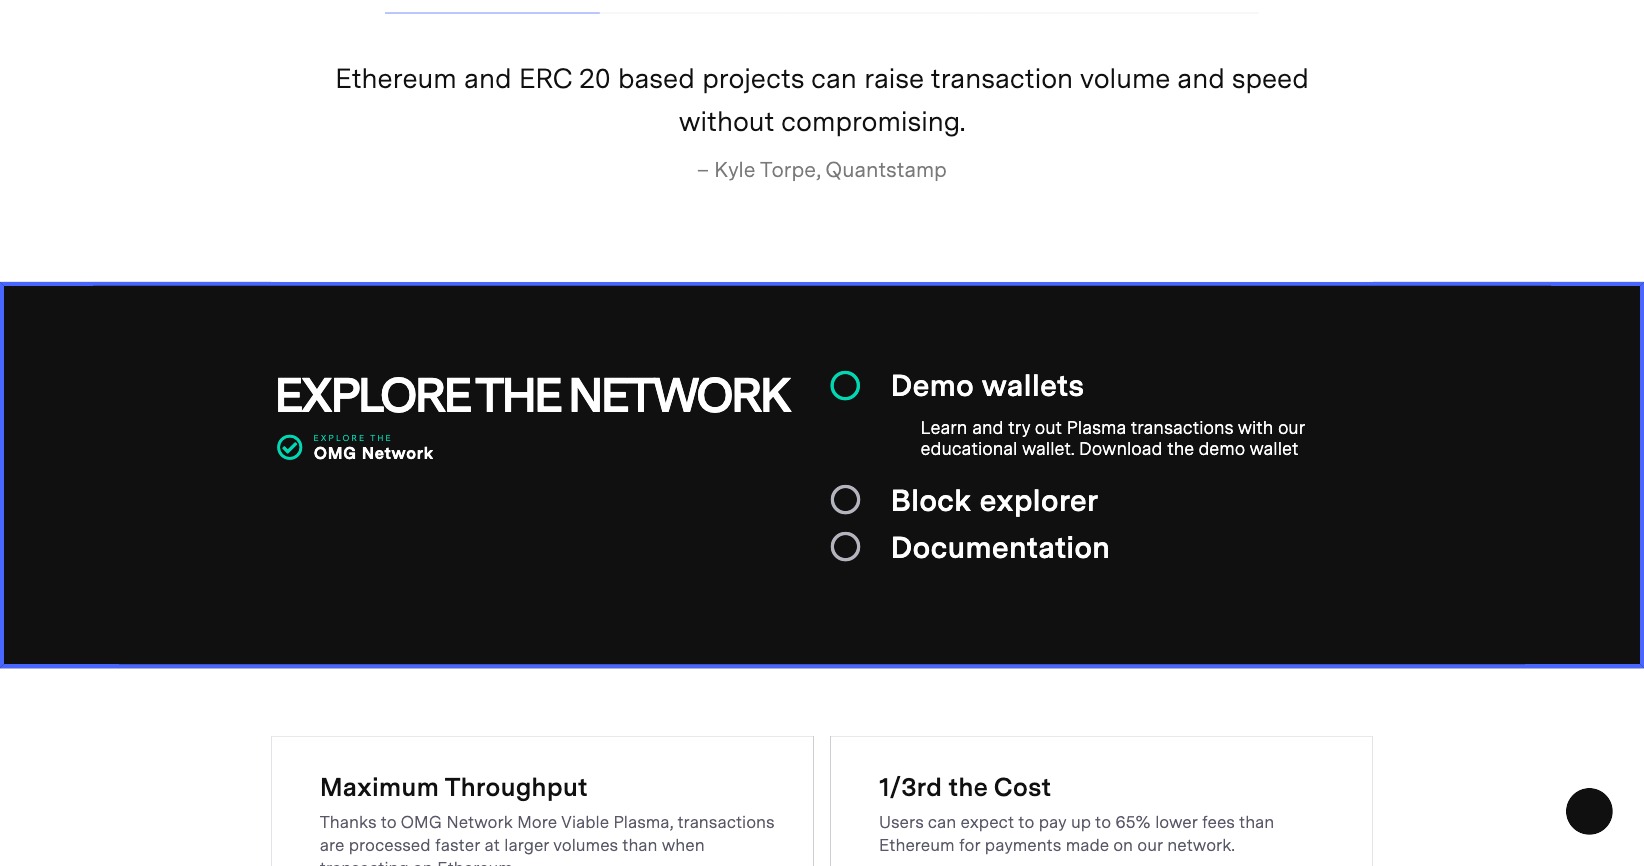 Ethereum and ERC 20 based projects can raise transaction volume and speed
without compromising.
– Kyle Torpe, Quantstamp
EXPLORE THE NETWORK
EXPLORE THE
OMG Network
Demo wallets
Learn and try out Plasma transactions with our
educational wallet. Download the demo wallet
Block explorer
Documentation
Maximum Throughput
Thanks to OMG Network More Viable Plasma, transactions
are processed faster at larger volumes than when
transacting on Ethereum.
1/3rd the Cost
Users can expect to pay up to 65% lower fees than
Ethereum for payments made on our network.